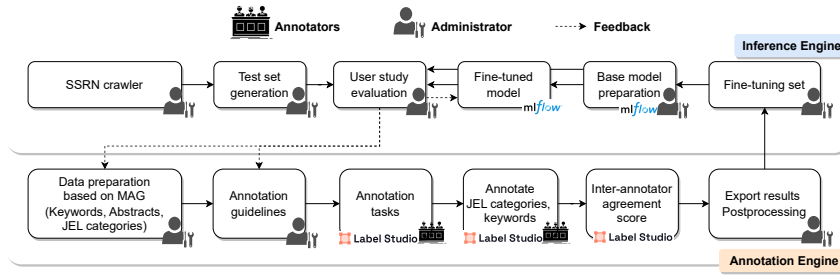 Annotators
Administrator
Feedback
Inference Engine
SSRN crawler
Test set
generation
User study
evaluation
Fine-tuned
model
mlflow
Base model
preparation
mlflow
Fine-tuning set
Data preparation
based on MAG
(Keywords, Abstracts,
JEL categories)
Annotation
guidelines
Annotation
tasks
Label Studio
Annotate
JEL categories,
keywords
Label Studio
Inter-annotator
agreement
score
Label Studio
Export results
Postprocessing
Annotation Engine